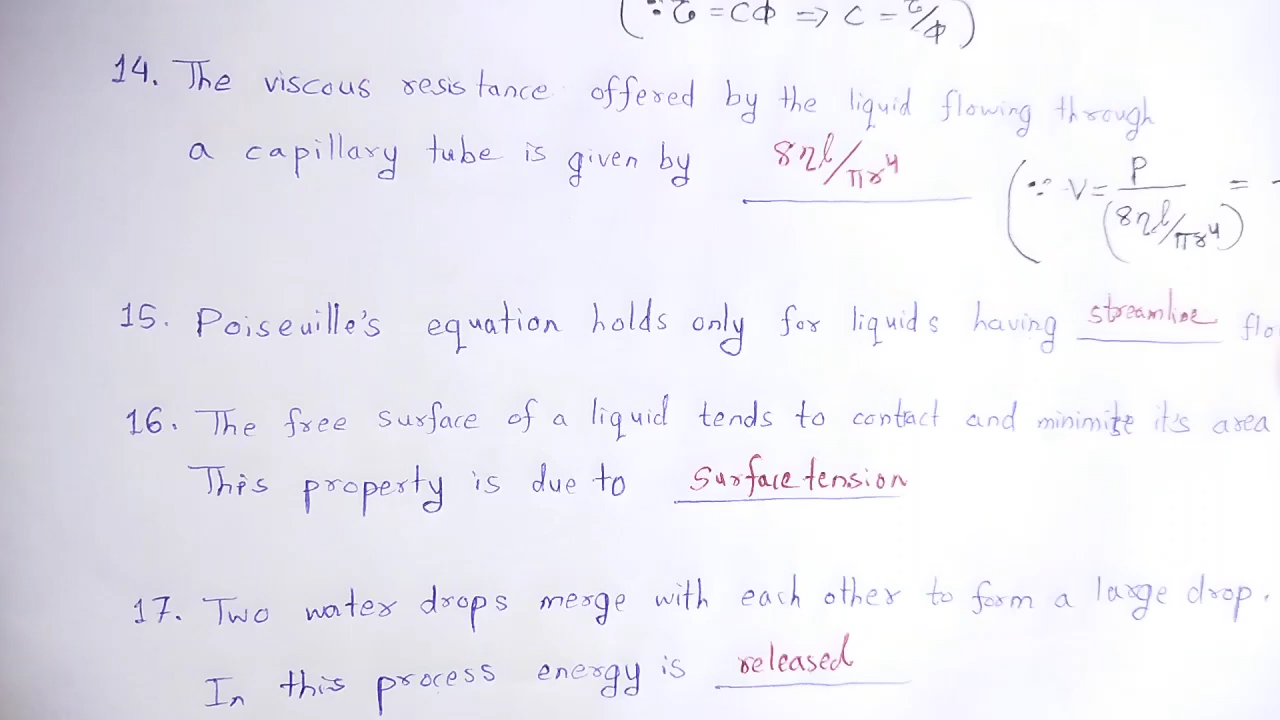 (∵ τ = Cφ => C = τ/φ)
14. The viscous resistance offered by the liquid flowing through
a capillary tube is given by 8ηl/πr⁴ (∵ V = P/(8ηl/πr⁴) =
15. Poiseuille's equation holds only for liquids having streamline flo
16. The free surface of a liquid tends to contact and minimize it's area
This property is due to Surface tension
17. Two water drops merge with each other to form a large drop.
In this process energy is released